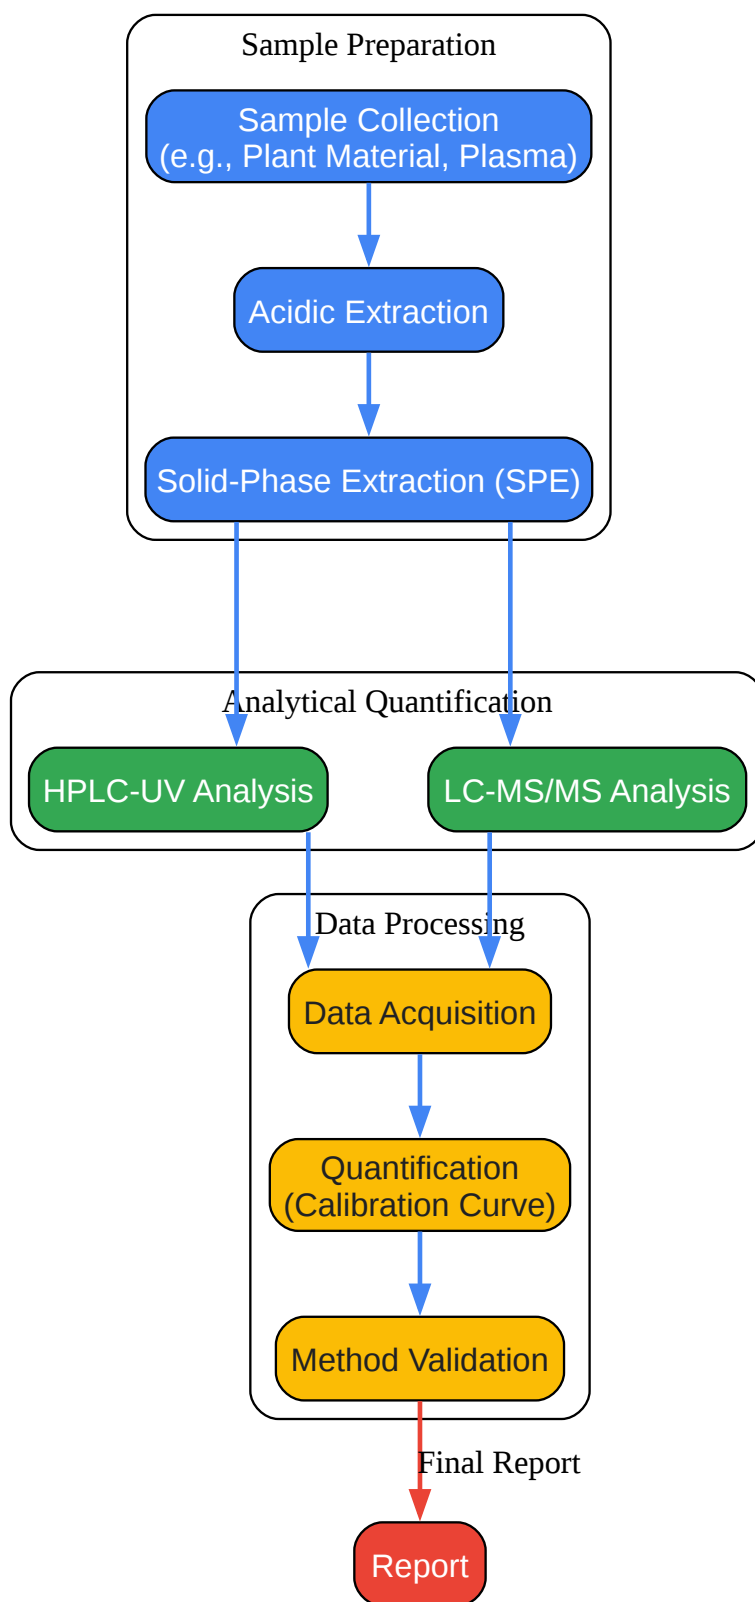 Sample Preparation
Sample Collection
(e.g., Plant Material, Plasma)
Acidic Extraction
Solid-Phase Extraction (SPE)
Analytical Quantification
HPLC-UV Analysis
LC-MS/MS Analysis
Data Processing
Data Acquisition
Quantification
(Calibration Curve)
Method Validation
Final Report
Report